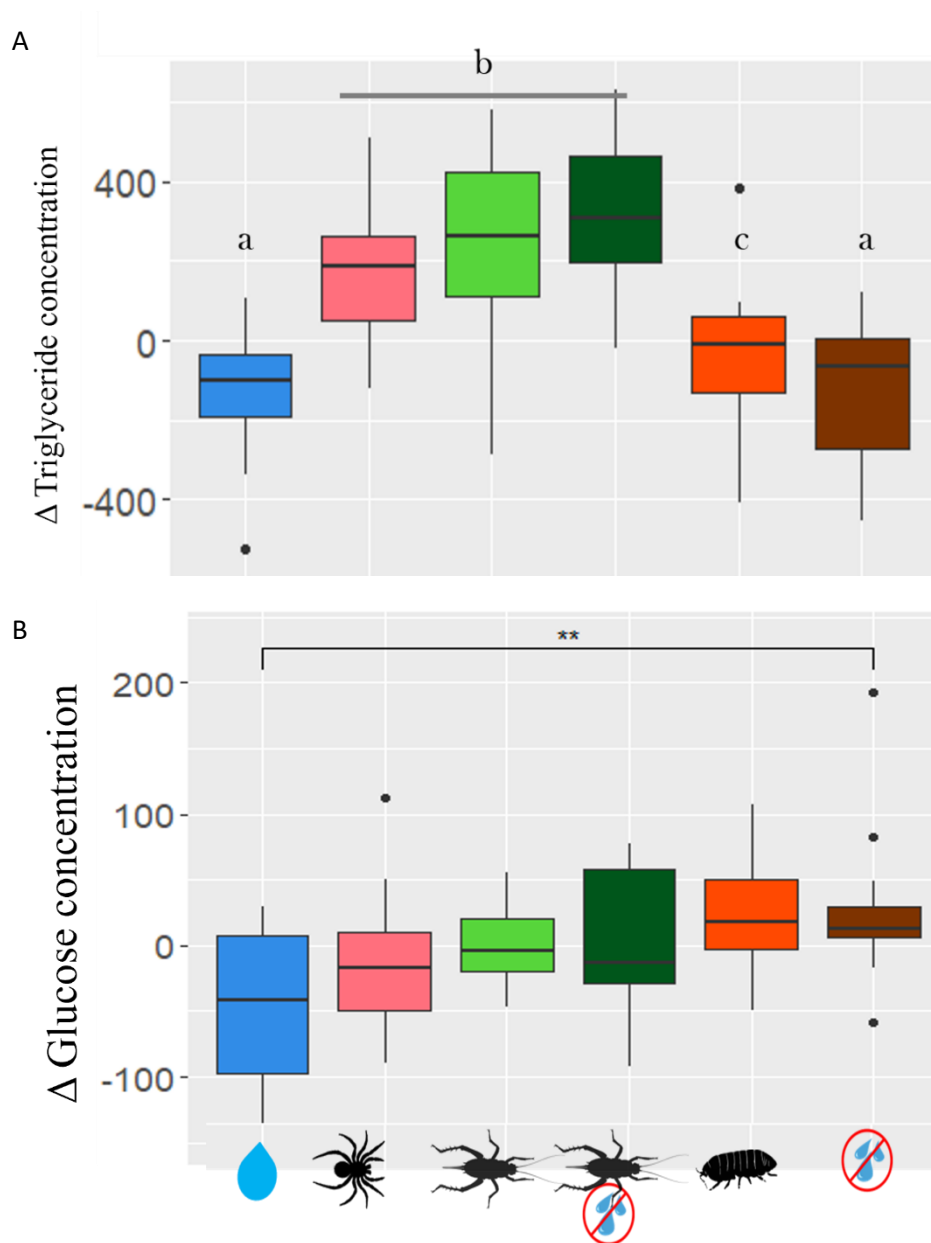 A
b
Δ Triglyceride concentration
400
a
c
a
0
-400
B
**
Δ Glucose concentration
200
100
0
-100